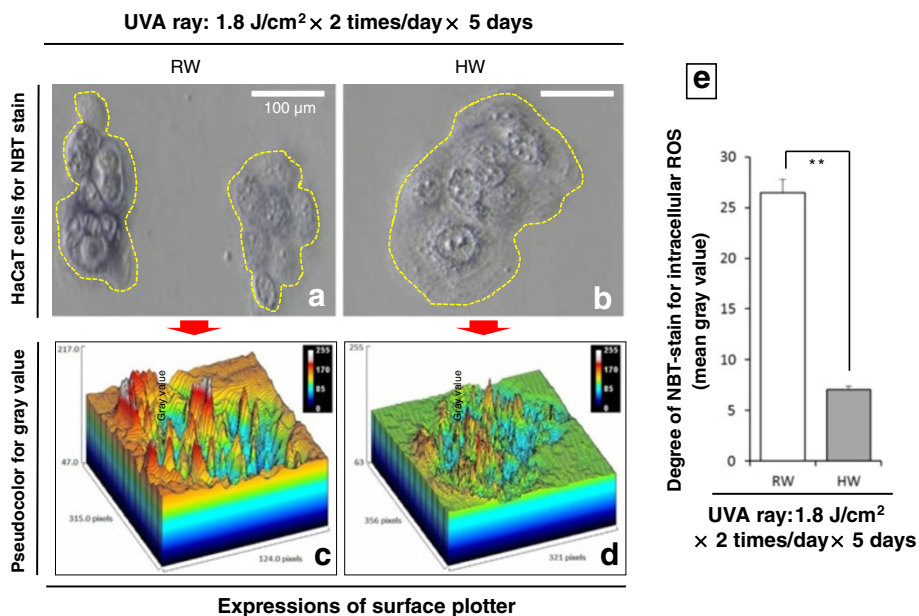 UVA ray: 1.8 J/cm² × 2 times/day × 5 days
RW
HW
HaCaT cells for NBT stain
100 µm
a
b
Pseudocolor for gray value
217.0
47.0
315.0 pixels
124.0 pixels
Gray value
255
170
85
0
c
255
63
356 pixels
321 pixels
Gray value
255
170
85
0
d
Expressions of surface plotter
e
Degree of NBT-stain for intracellular ROS
(mean gray value)
30
25
20
15
10
5
0
**
RW
HW
UVA ray:1.8 J/cm²
× 2 times/day× 5 days